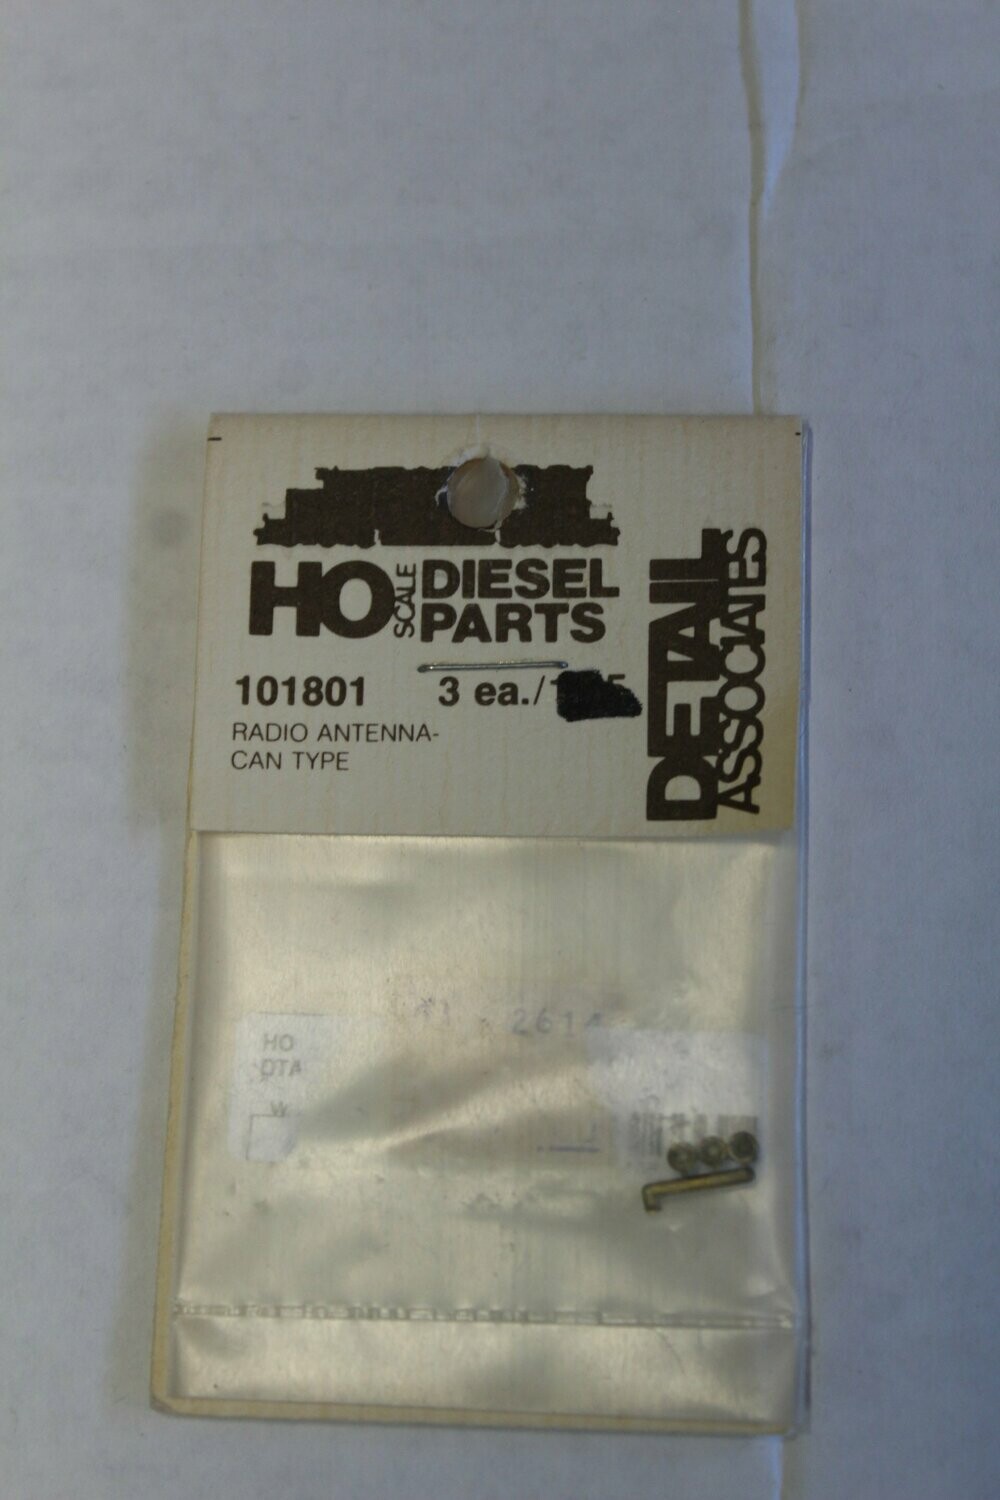 HO SCALE DIESEL
PARTS
DETAIL
ASSOCIATES
101801 3 ea./
RADIO ANTENNA-
CAN TYPE
2614
HO
DTA
W